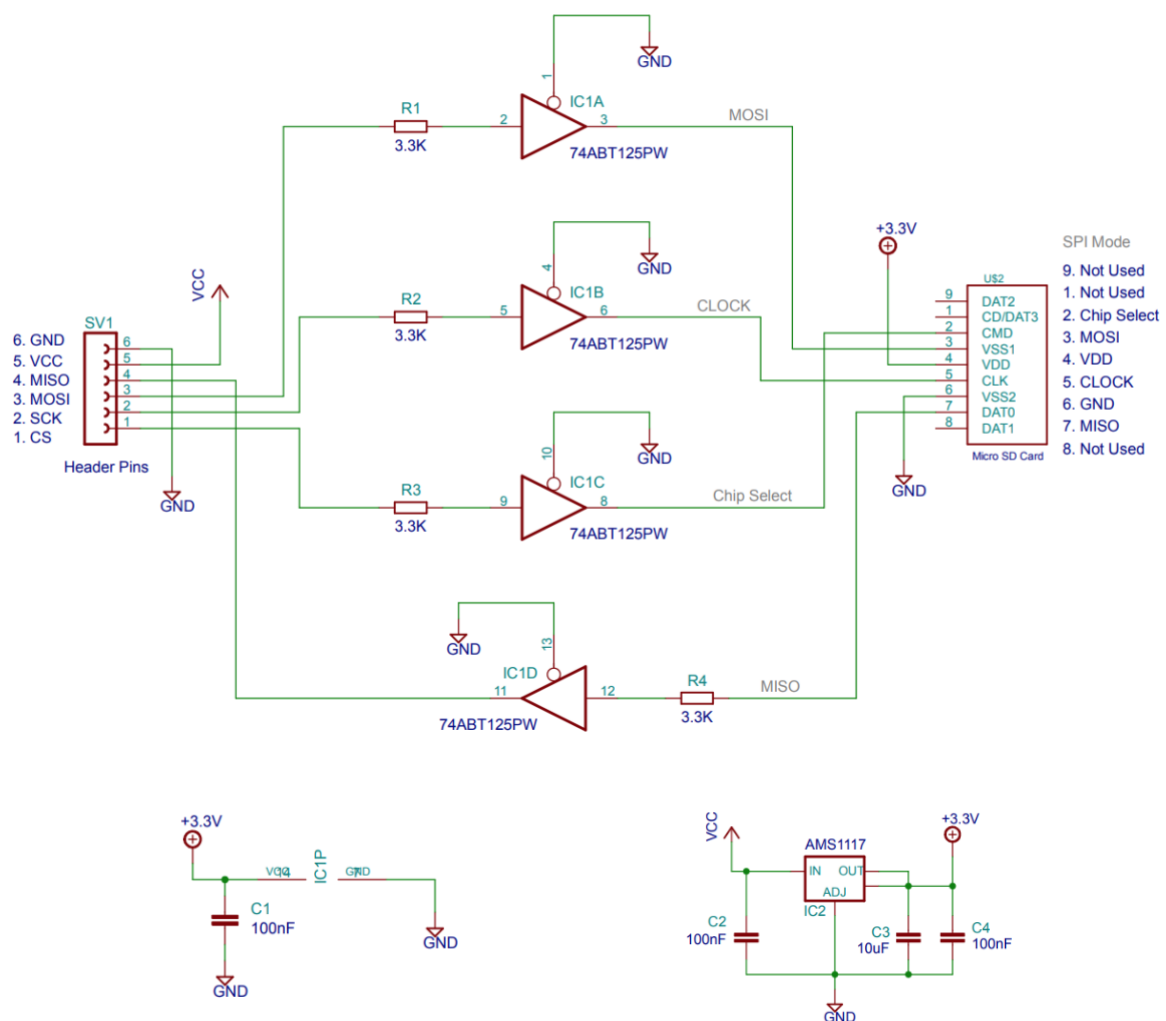 GND
1
IC1A
R1
2
3
MOSI
3.3K
74ABT125PW
GND
4
IC1B
R2
5
6
CLOCK
3.3K
74ABT125PW
VCC
SV1
6. GND
5. VCC
4. MISO
3. MOSI
2. SCK
1. CS
6
5
4
3
2
1
Header Pins
GND
GND
10
IC1C
R3
9
8
Chip Select
3.3K
74ABT125PW
+3.3V
U$2
9 DAT2
1 CD/DAT3
2 CMD
3 VSS1
4 VDD
5 CLK
6 VSS2
7 DAT0
8 DAT1
Micro SD Card
GND
SPI Mode
9. Not Used
1. Not Used
2. Chip Select
3. MOSI
4. VDD
5. CLOCK
6. GND
7. MISO
8. Not Used
GND
13
IC1D
11
12
R4
MISO
74ABT125PW
3.3K
+3.3V
VCC
14
IC1P
GND
7
C1
100nF
GND
GND
VCC
AMS1117
+3.3V
IN
OUT
ADJ
IC2
C2
100nF
C3
10uF
C4
100nF
GND